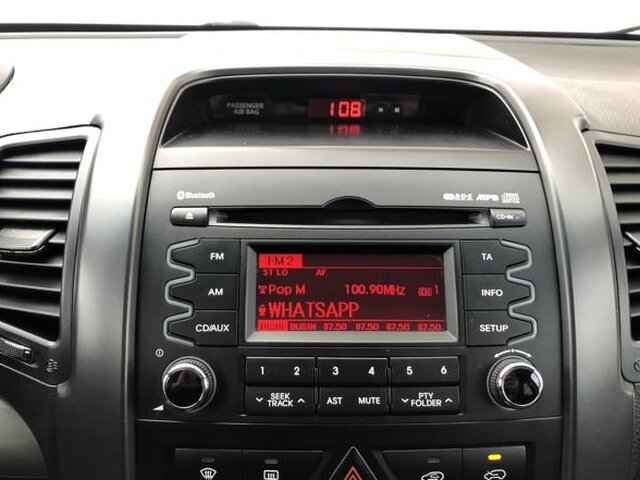 PASSENGER
AIR BAG
108
H M
Bluetooth
MP3
CD-IN
FM
AM
CD/AUX
FM 2
ST LO AF
Pop M 100.90MHz CH 1
WHATSAPP
BUSIN 87.50 87.50 87.50 87.50
TA
INFO
SETUP
1 2 3 4 5 6
SEEK
TRACK
AST MUTE
PTY
FOLDER